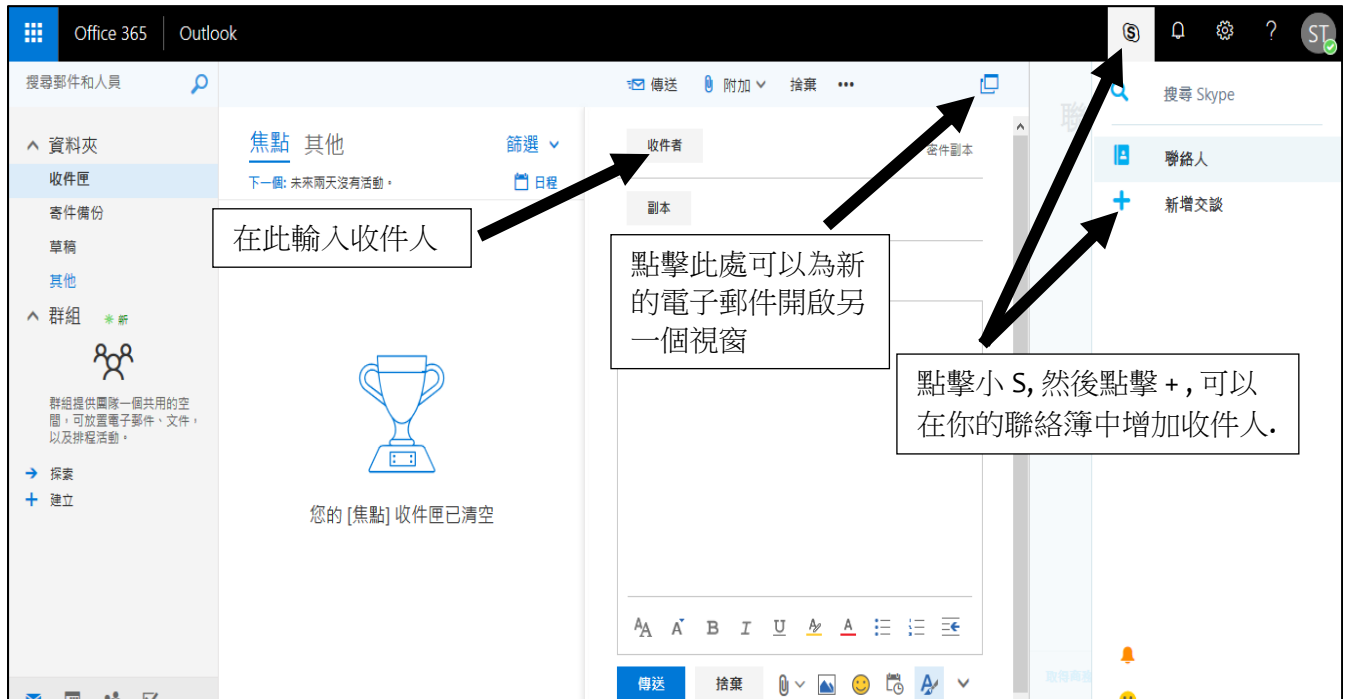 Office 365
Outlook
ST
搜尋郵件和人員
傳送
附加
捨棄
•••
搜尋 Skype
資料夾
收件匣
寄件備份
草稿
其他
群組
新
群組提供團隊一個共用的空
間，可放置電子郵件、文件，
以及排程活動。
探索
建立
焦點
其他
篩選
下一個: 未來兩天沒有活動。
日程
您的 [焦點] 收件匣已清空
收件者
密件副本
副本
聯絡人
新增交談
在此輸入收件人
點擊此處可以為新
的電子郵件開啟另
一個視窗
點擊小 S, 然後點擊 + , 可以
在你的聯絡簿中增加收件人.
傳送
捨棄